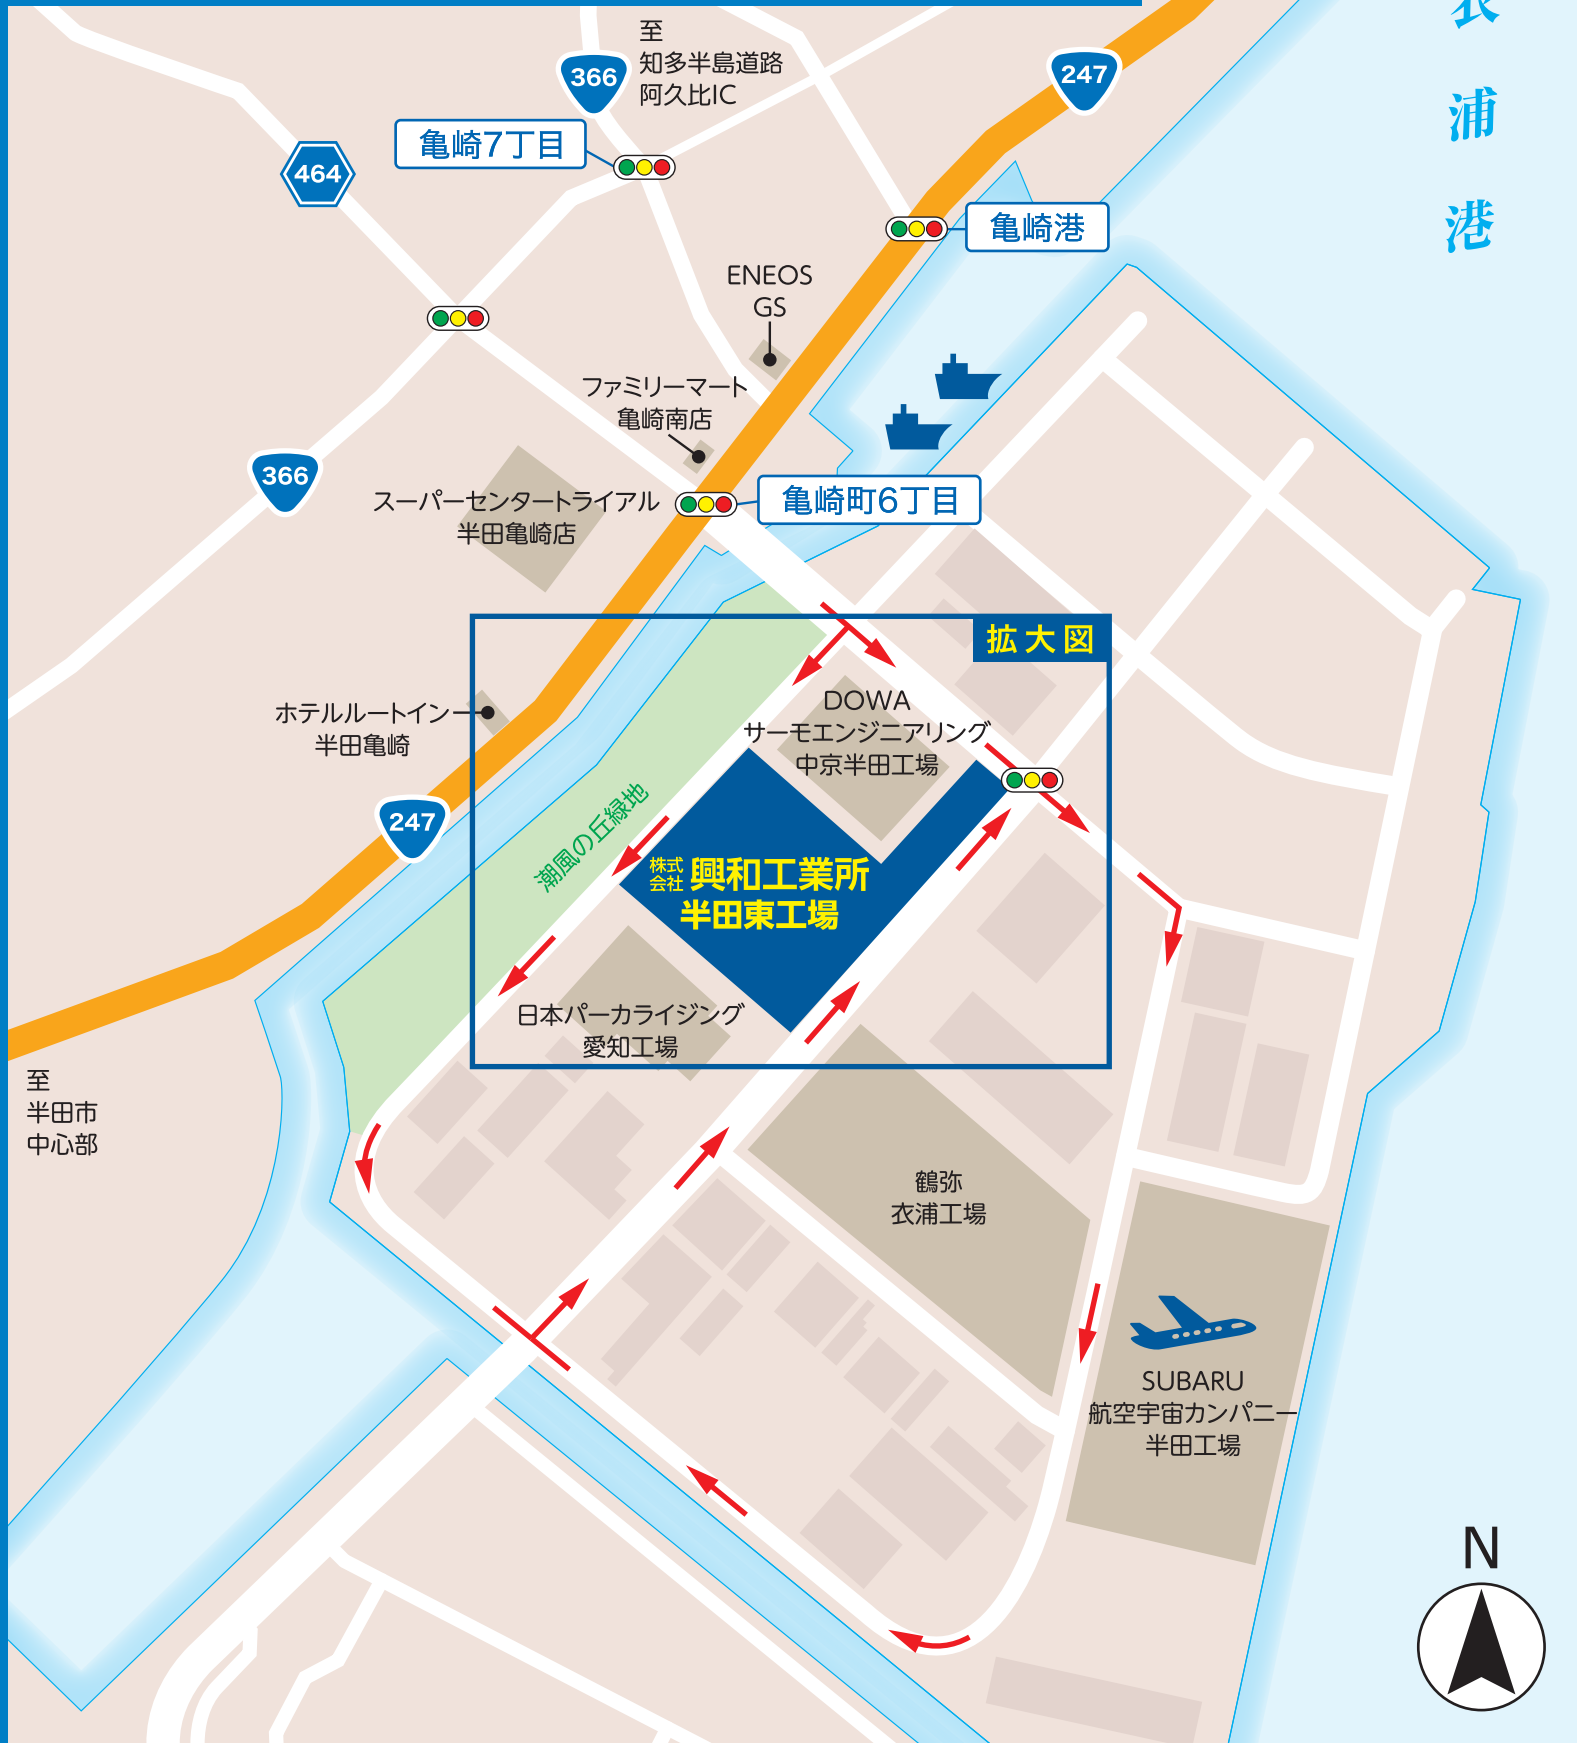 至
知多半島道路
阿久比IC
366
247
衣浦港
亀崎7丁目
464
亀崎港
ENEOS
GS
ファミリーマート
亀崎南店
366
スーパーセンタートライアル
半田亀崎店
亀崎町6丁目
拡大図
DOWA
サーモエンジニアリング
中京半田工場
ホテルルートイン
半田亀崎
247
潮風の丘緑地
株式会社 興和工業所
半田東工場
日本パーカライジング
愛知工場
至
半田市
中心部
鶴弥
衣浦工場
SUBARU
航空宇宙カンパニー
半田工場
N